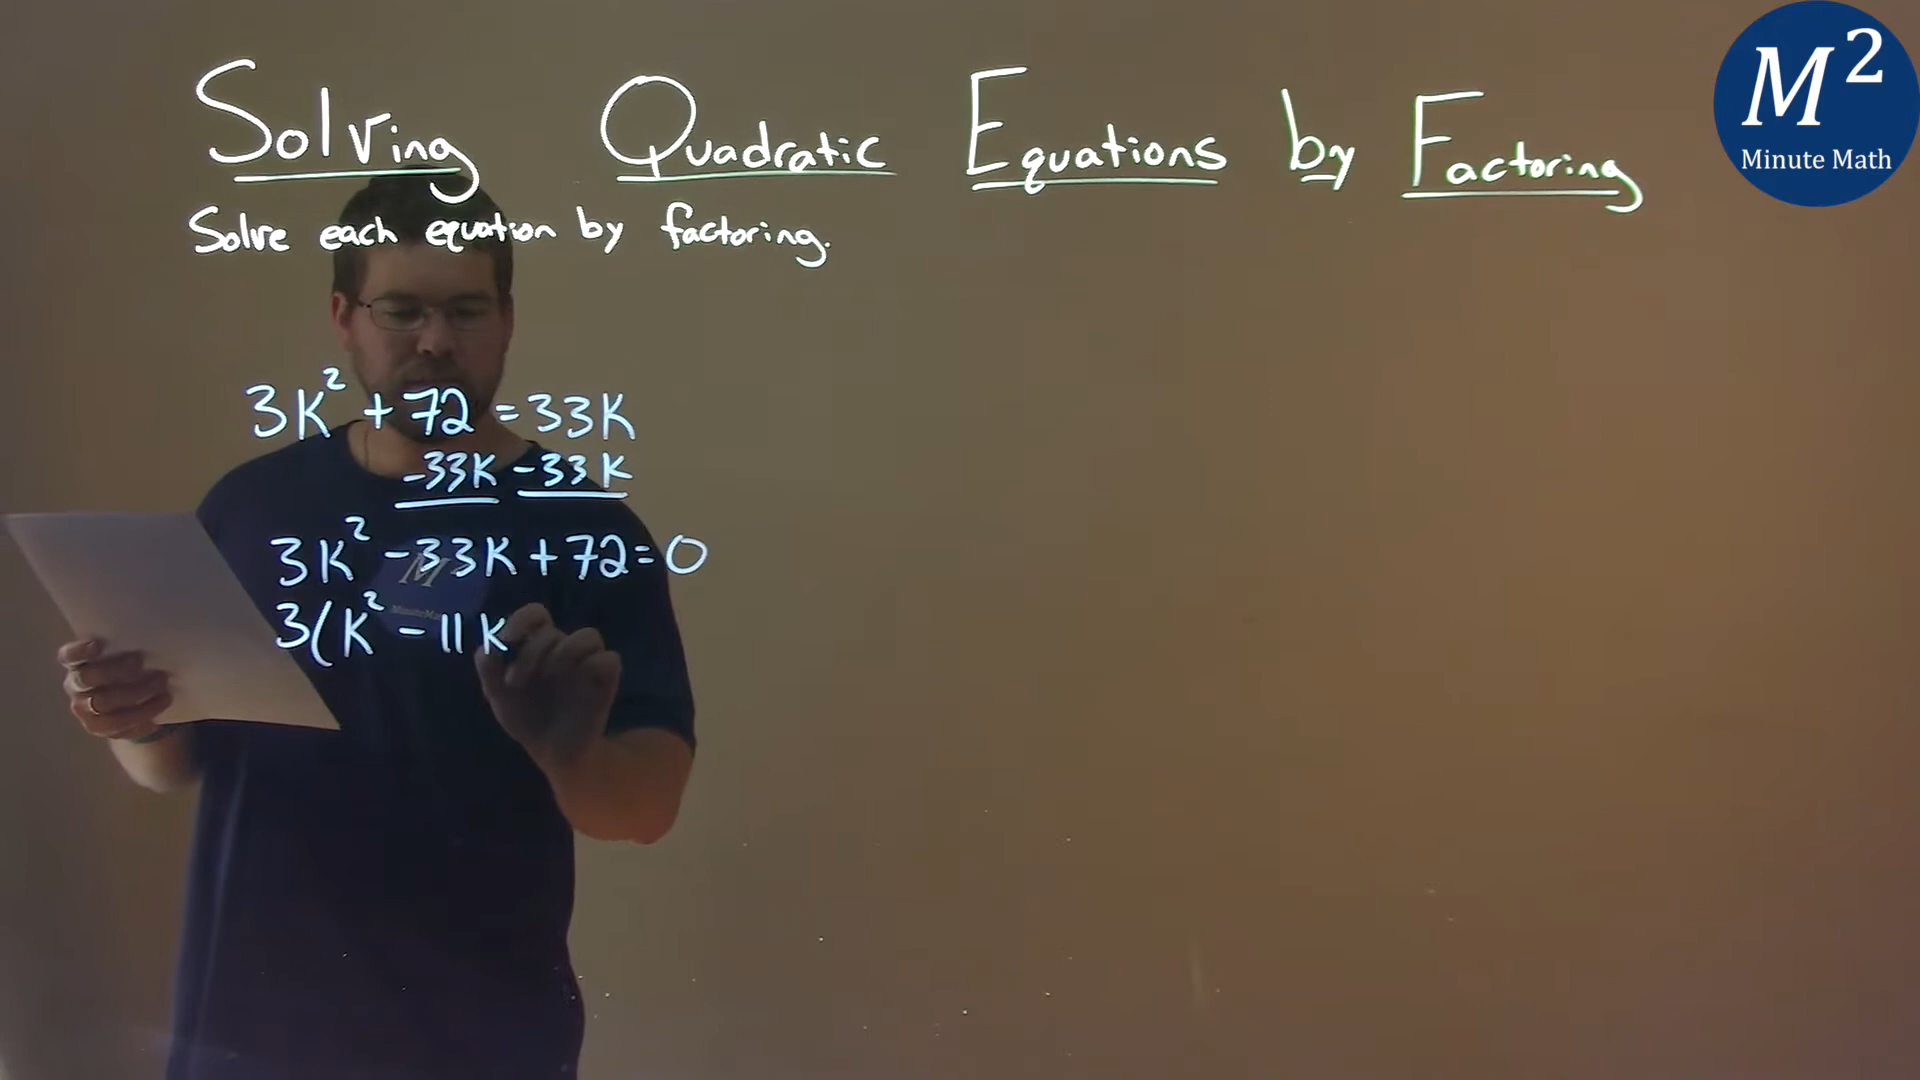 Solving Quadratic Equations by Factoring
M²
Minute Math
Solve each equation by factoring.
3K² + 72 = 33K
-33K -33K
3K² - 33K + 72 = 0
3(K² - 11K
M²